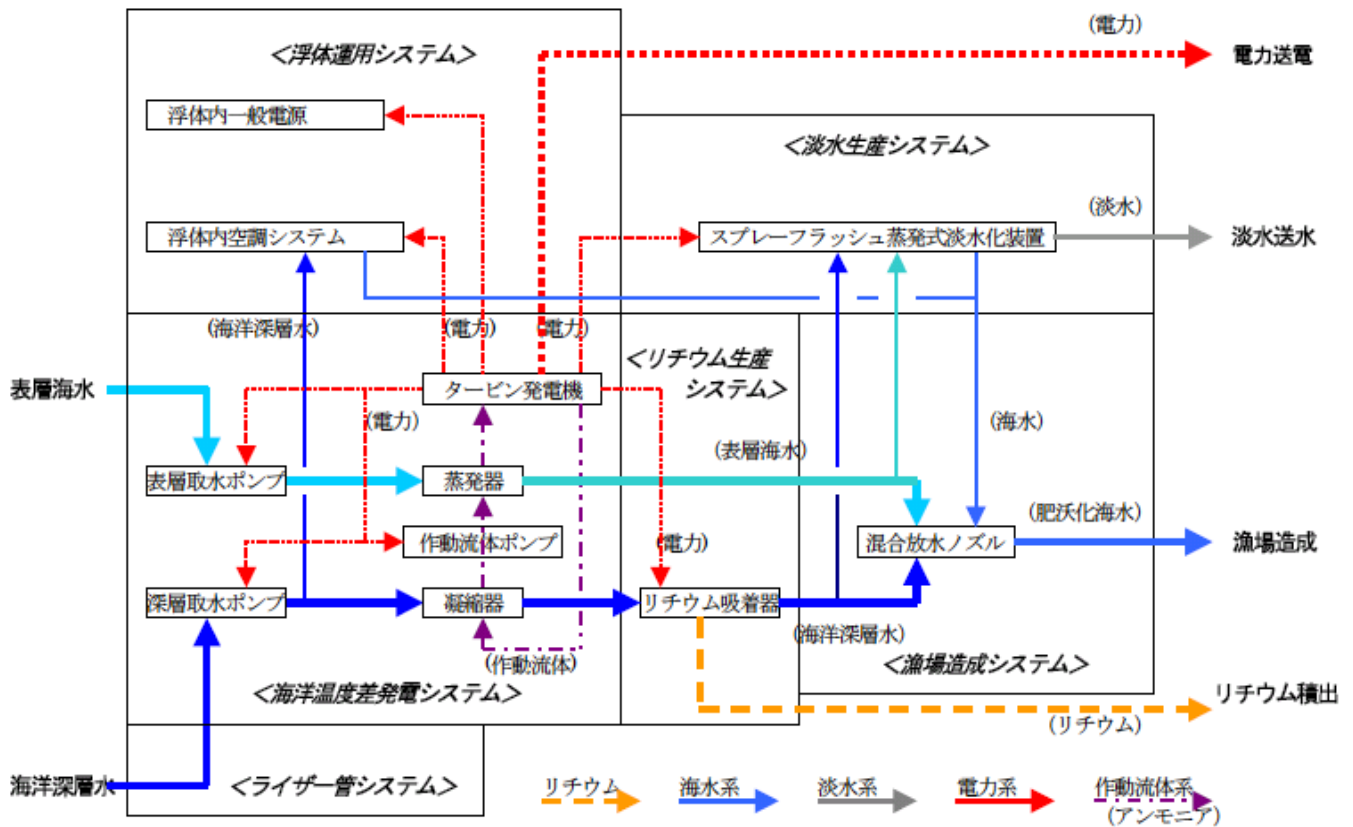 (電力)
電力送電
＜浮体運用システム＞
浮体内一般電源
＜淡水生産システム＞
(淡水)
浮体内空調システム
スプレーフラッシュ蒸発式淡水化装置
淡水送水
(海洋深層水)
(電力)
(電力)
＜リチウム生産
システム＞
表層海水
タービン発電機
(電力)
(海水)
(表層海水)
表層取水ポンプ
蒸発器
(肥沃化海水)
作動流体ポンプ
(電力)
混合放水ノズル
漁場造成
深層取水ポンプ
凝縮器
リチウム吸着器
(海洋深層水)
(作動流体)
＜漁場造成システム＞
＜海洋温度差発電システム＞
リチウム積出
(リチウム)
海洋深層水
＜ライザー管システム＞
リチウム
海水系
淡水系
電力系
作動流体系
(アンモニア)